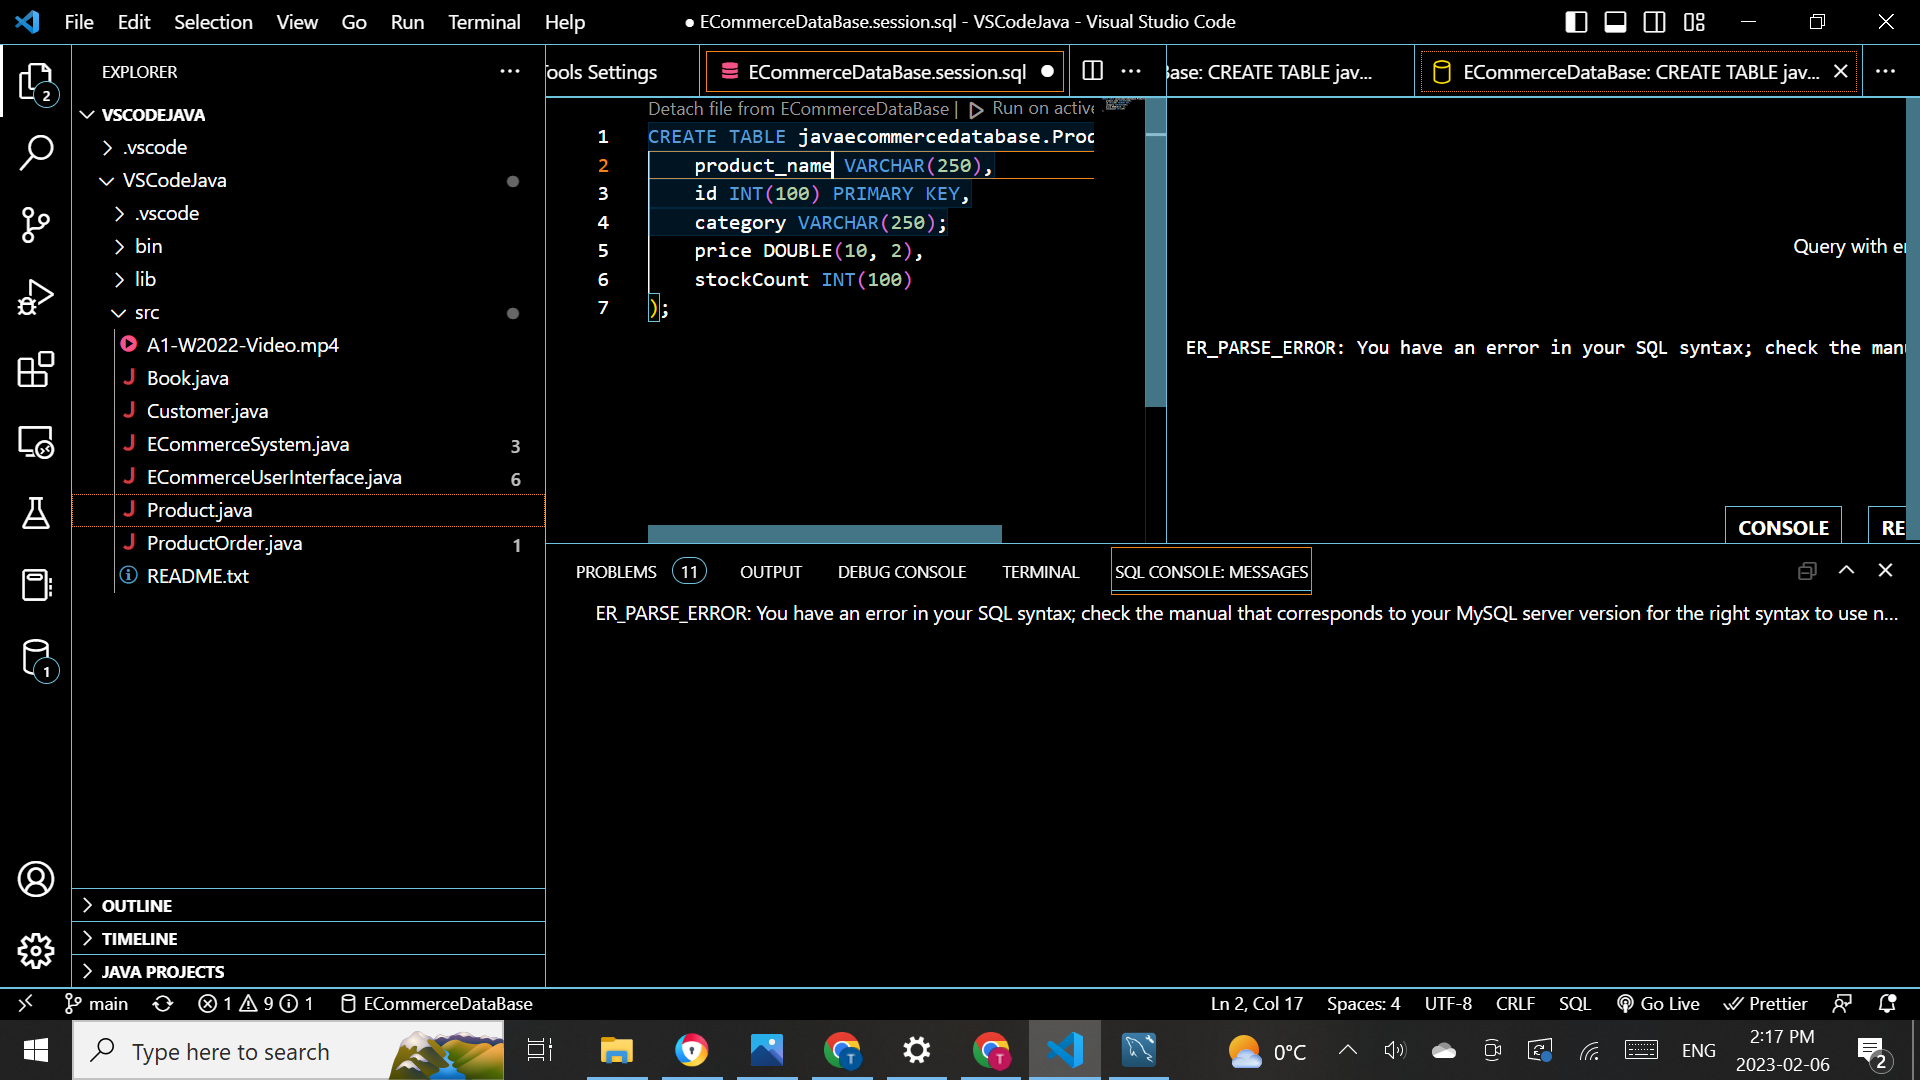 File Edit Selection View Go Run Terminal Help
● ECommerceDataBase.session.sql - VSCodeJava - Visual Studio Code
EXPLORER
VSCODEJAVA
.vscode
VSCodeJava
.vscode
bin
lib
src
A1-W2022-Video.mp4
Book.java
Customer.java
ECommerceSystem.java 3
ECommerceUserInterface.java 6
Product.java
ProductOrder.java 1
README.txt
OUTLINE
TIMELINE
JAVA PROJECTS
2
1
ools Settings
ECommerceDataBase.session.sql
Base: CREATE TABLE jav...
ECommerceDataBase: CREATE TABLE jav...
Detach file from ECommerceDataBase | Run on active
1 CREATE TABLE javaecommercedatabase.Prod
2 product_name VARCHAR(250),
3 id INT(100) PRIMARY KEY,
4 category VARCHAR(250);
5 price DOUBLE(10, 2),
6 stockCount INT(100)
7 );
Query with er
ER_PARSE_ERROR: You have an error in your SQL syntax; check the manu
CONSOLE
RE
PROBLEMS 11 OUTPUT DEBUG CONSOLE TERMINAL SQL CONSOLE: MESSAGES
ER_PARSE_ERROR: You have an error in your SQL syntax; check the manual that corresponds to your MySQL server version for the right syntax to use n...
main 1 9 1 ECommerceDataBase
Ln 2, Col 17 Spaces: 4 UTF-8 CRLF SQL Go Live Prettier
Type here to search
T
T
0°C
ENG
2:17 PM
2023-02-06
2